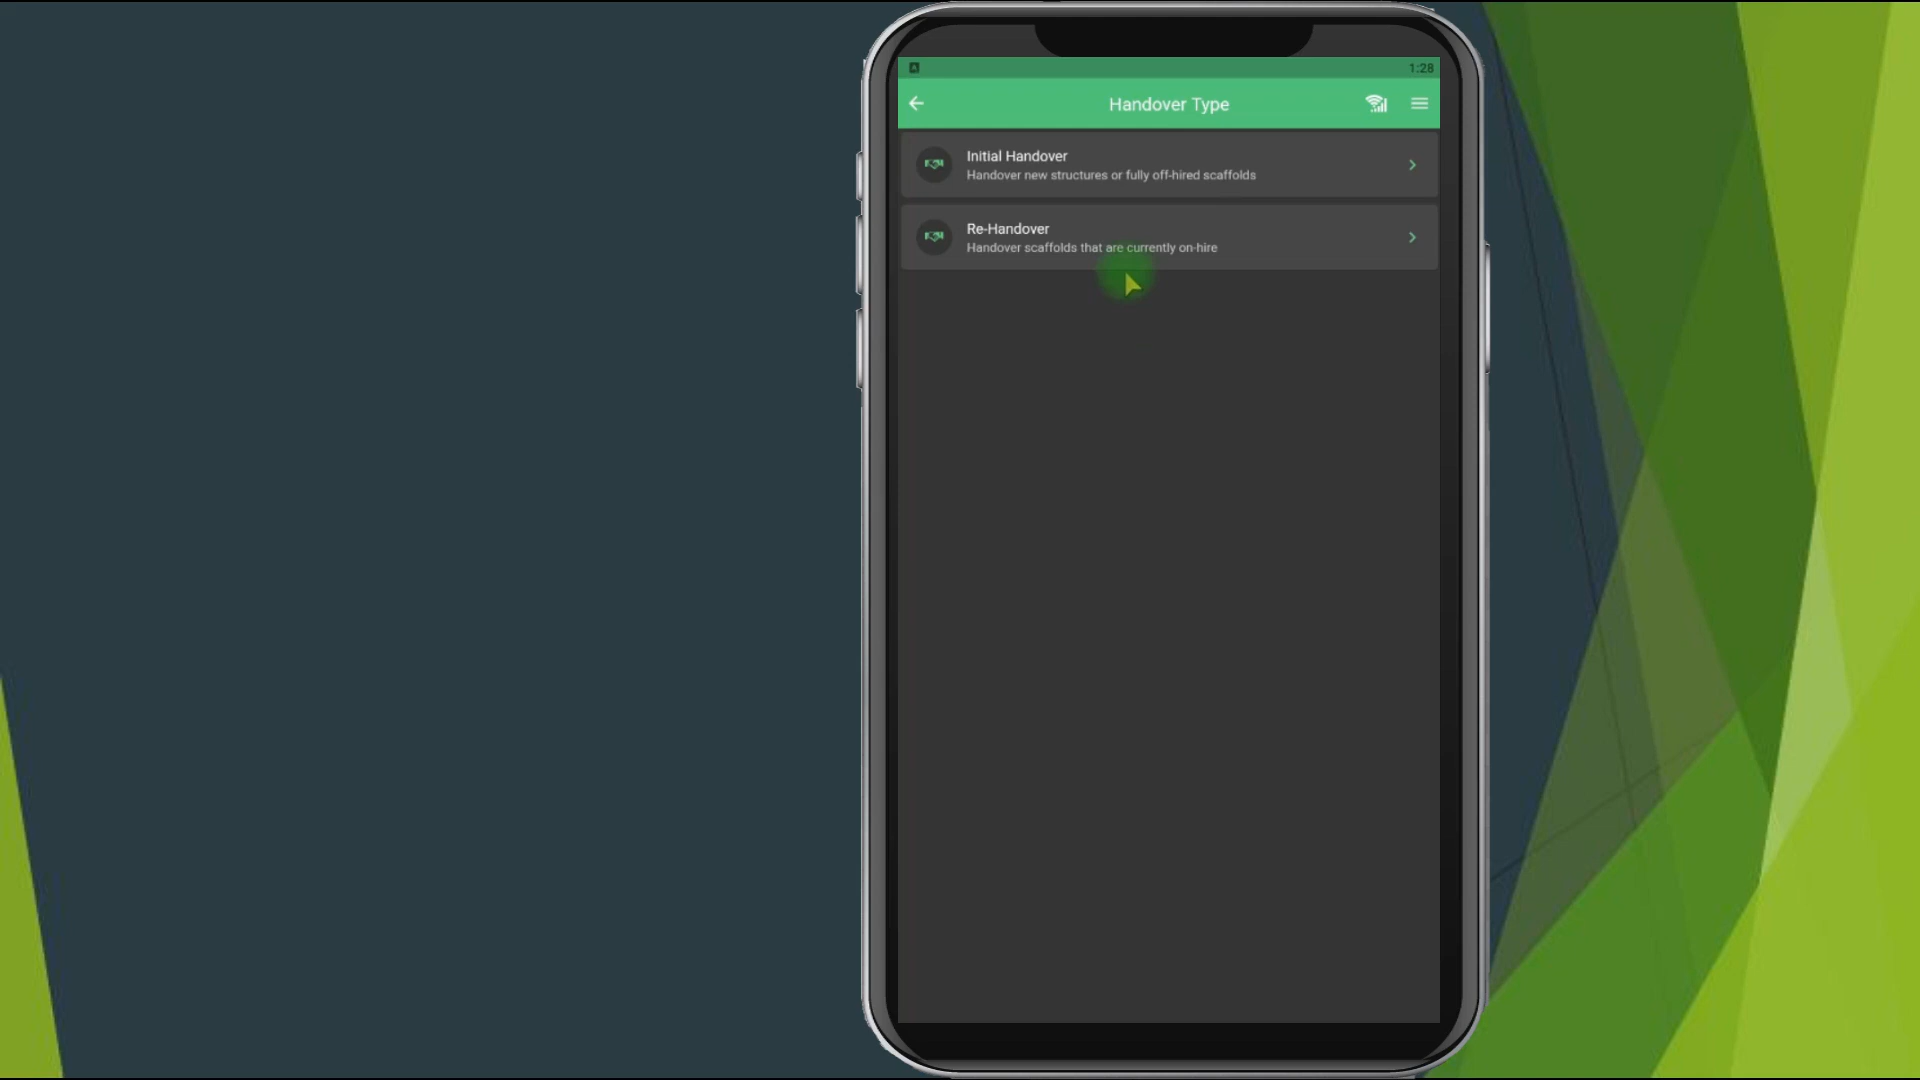 1:28
Handover Type
Initial Handover
Handover new structures or fully off-hired scaffolds
Re-Handover
Handover scaffolds that are currently on-hire